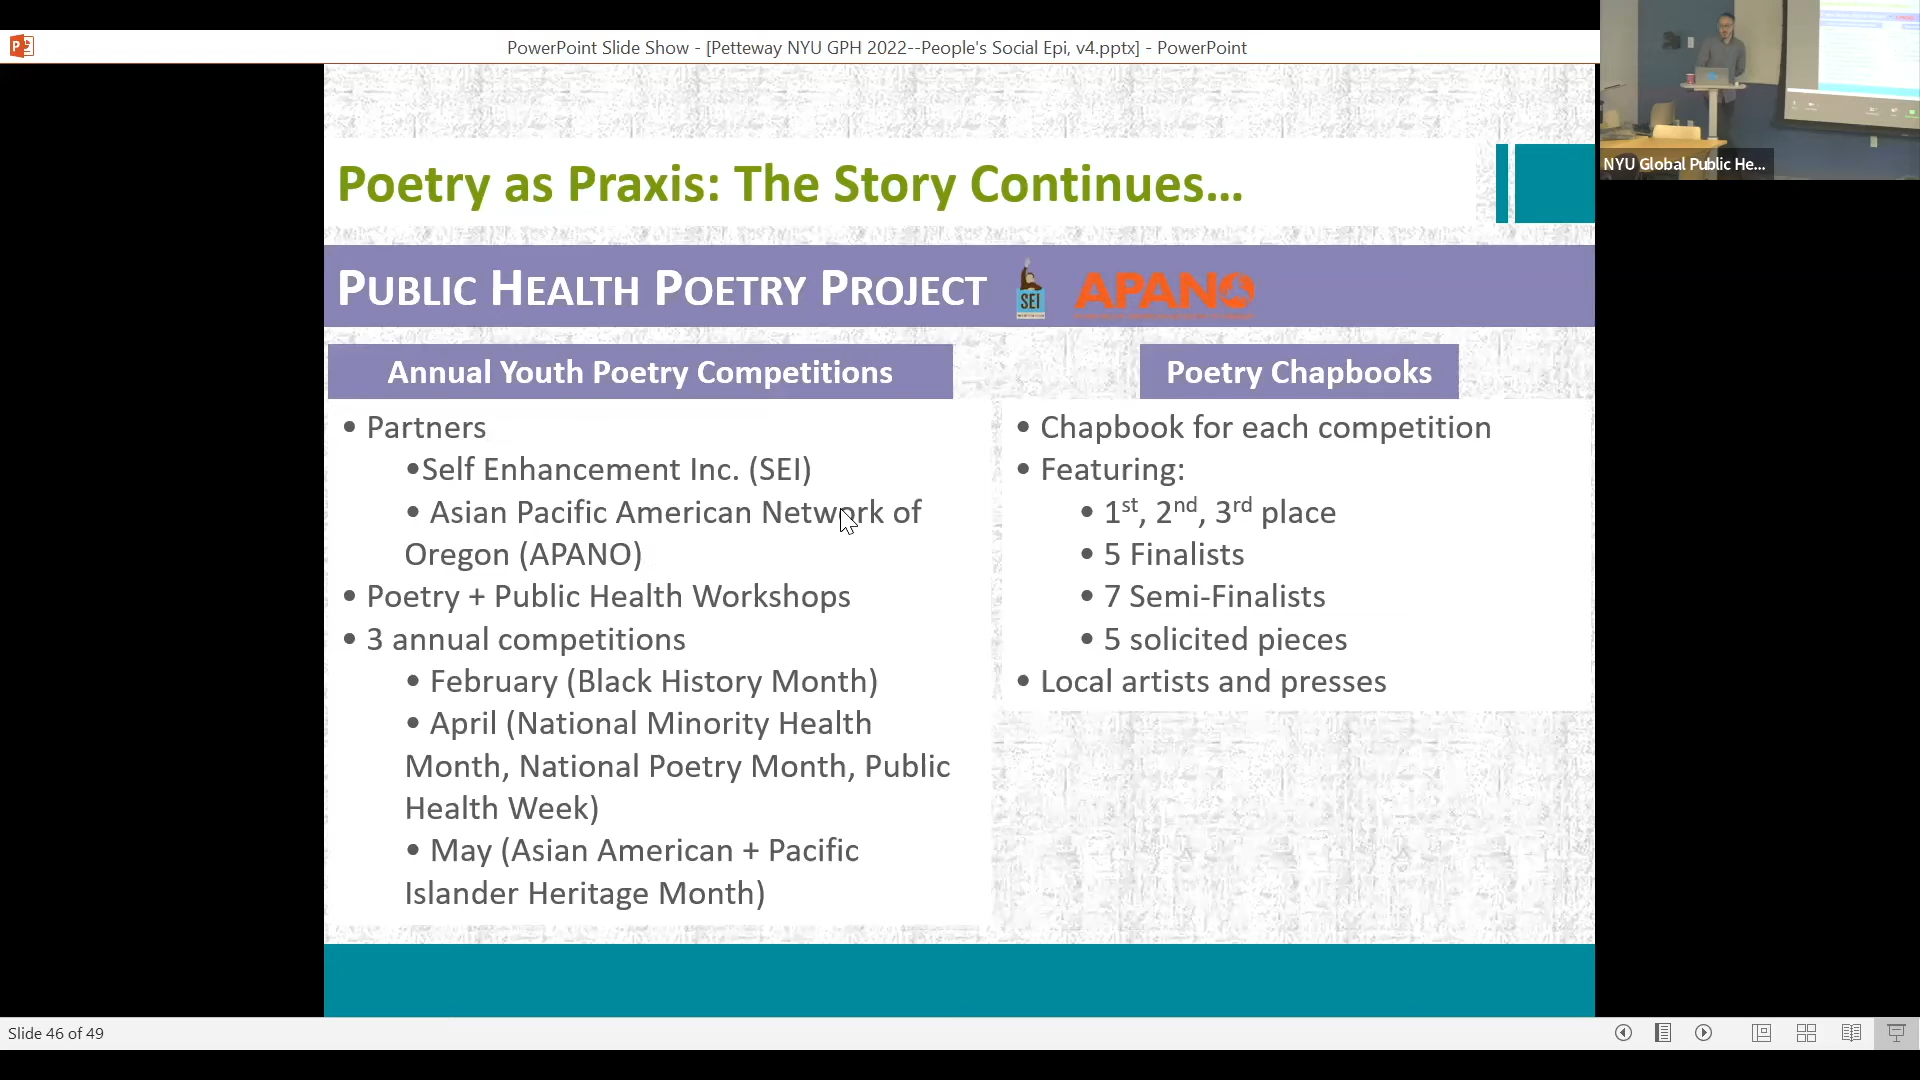 PowerPoint Slide Show - [Petteway NYU GPH 2022--People's Social Epi, v4.pptx] - PowerPoint
NYU Global Public He...
Poetry as Praxis: The Story Continues...
PUBLIC HEALTH POETRY PROJECT
SEI
APANO
Annual Youth Poetry Competitions
• Partners
•Self Enhancement Inc. (SEI)
• Asian Pacific American Network of
Oregon (APANO)
• Poetry + Public Health Workshops
• 3 annual competitions
• February (Black History Month)
• April (National Minority Health
Month, National Poetry Month, Public
Health Week)
• May (Asian American + Pacific
Islander Heritage Month)
Poetry Chapbooks
• Chapbook for each competition
• Featuring:
• 1st, 2nd, 3rd place
• 5 Finalists
• 7 Semi-Finalists
• 5 solicited pieces
• Local artists and presses
Slide 46 of 49